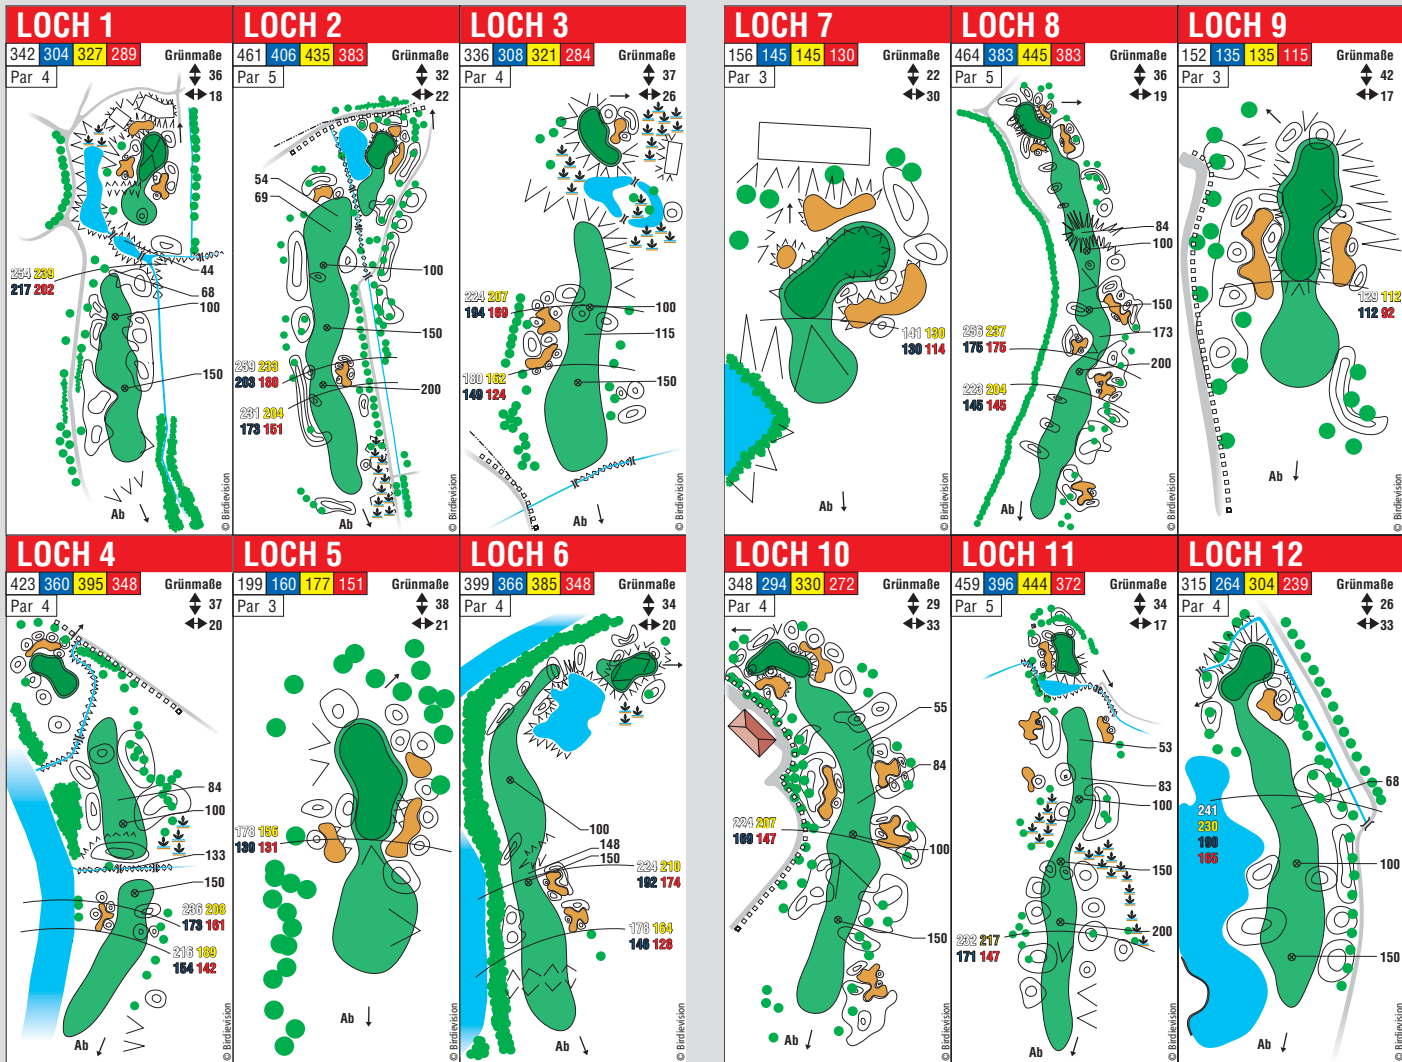 LOCH 1
342 304 327 289 Grünmaße
Par 4
36
18
254 239
217 202
44
68
100
150
Ab
© Birdievision
LOCH 2
461 406 435 383 Grünmaße
Par 5
32
22
54
69
100
150
259 233
203 180
200
231 204
173 151
Ab
© Birdievision
LOCH 3
336 308 321 284 Grünmaße
Par 4
37
26
224 207
194 169
100
115
180 162
149 124
150
Ab
© Birdievision
LOCH 4
423 360 395 348 Grünmaße
Par 4
37
20
84
100
133
150
236 208
173 161
216 189
154 142
Ab
© Birdievision
LOCH 5
199 160 177 151 Grünmaße
Par 3
38
21
178 156
139 131
Ab
© Birdievision
LOCH 6
399 366 385 348 Grünmaße
Par 4
34
20
100
148
150
224 210
192 174
178 164
146 128
Ab
© Birdievision
LOCH 7
156 145 145 130 Grünmaße
Par 3
22
30
141 130
130 114
Ab
© Birdievision
LOCH 8
464 383 445 383 Grünmaße
Par 5
36
19
84
100
150
256 237
175 175
173
200
223 204
145 145
Ab
© Birdievision
LOCH 9
152 135 135 115 Grünmaße
Par 3
42
17
129 112
112 92
Ab
© Birdievision
LOCH 10
348 294 330 272 Grünmaße
Par 4
29
33
55
84
224 207
169 147
100
150
Ab
© Birdievision
LOCH 11
459 396 444 372 Grünmaße
Par 5
34
17
53
83
100
150
200
232 217
171 147
Ab
© Birdievision
LOCH 12
315 264 304 239 Grünmaße
Par 4
26
33
68
241
230
190
165
100
150
Ab
© Birdievision